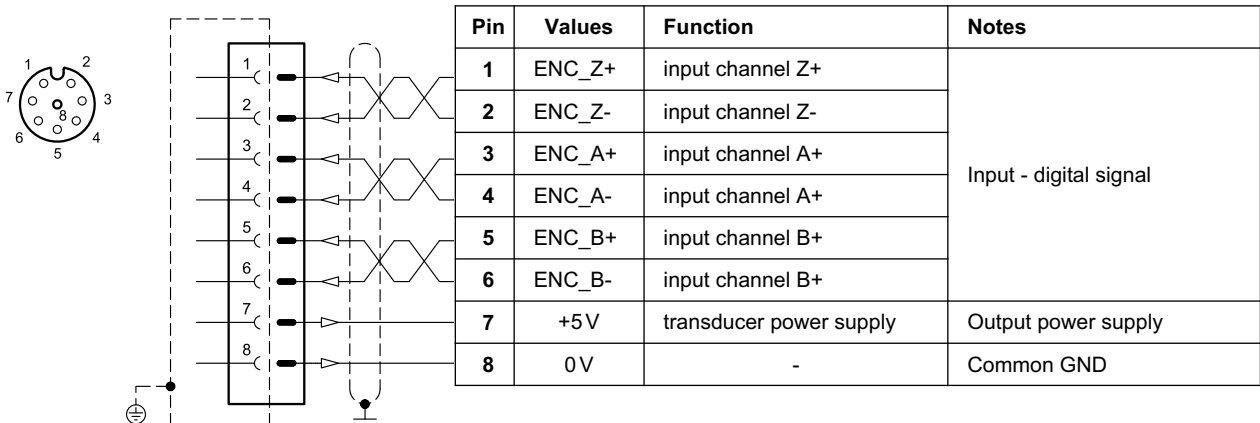 1 2
7 3
8
6 4
5
1
2
3
4
5
6
7
8
Pin Values Function Notes
1 ENC_Z+ input channel Z+
2 ENC_Z- input channel Z-
3 ENC_A+ input channel A+
Input - digital signal
4 ENC_A- input channel A+
5 ENC_B+ input channel B+
6 ENC_B- input channel B+
7 +5V transducer power supply Output power supply
8 0V - Common GND